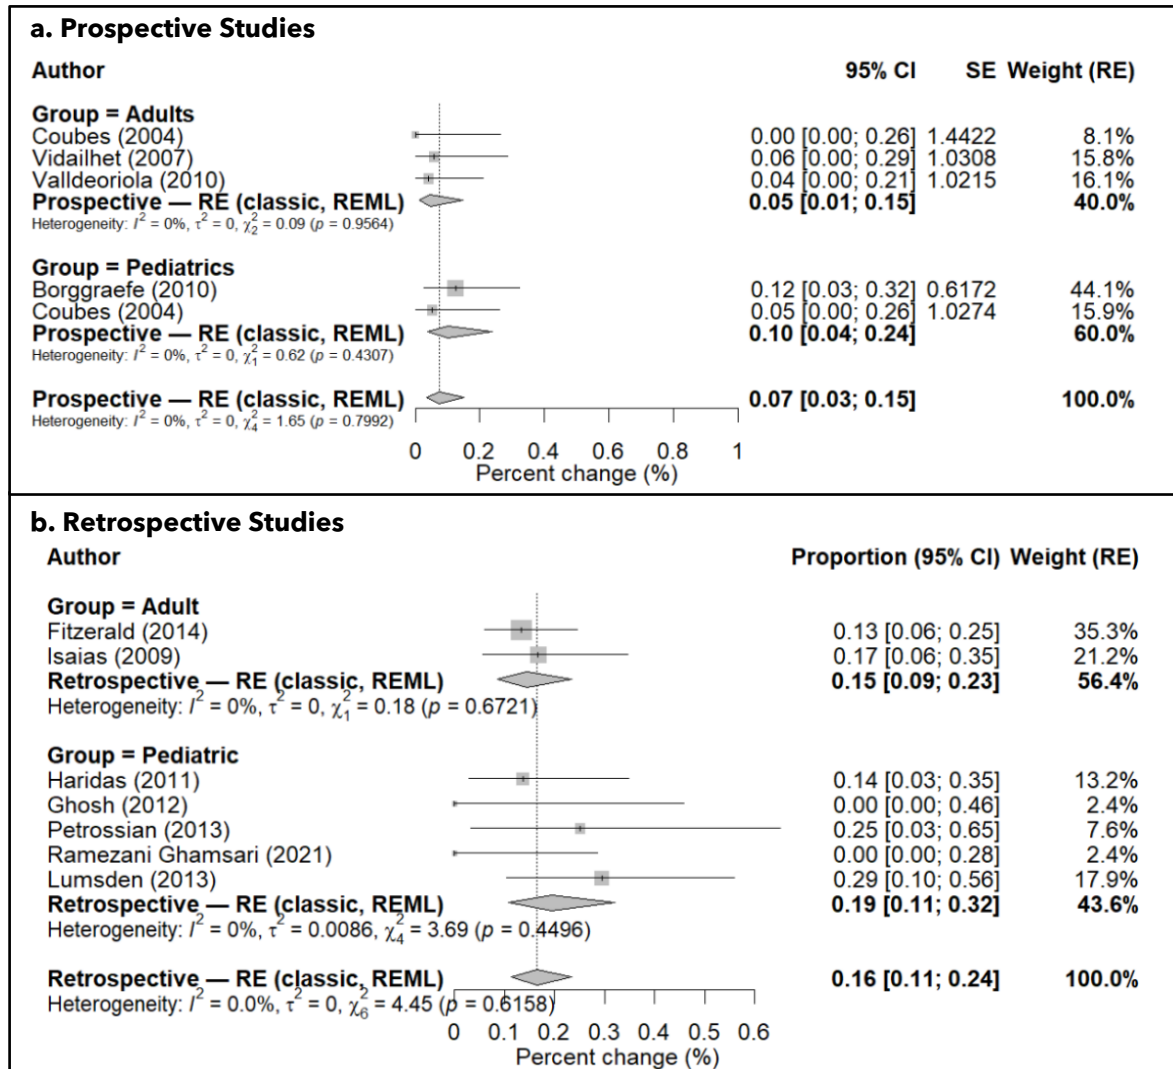 a. Prospective Studies
Author 95% CI SE Weight (RE)
Group = Adults
Coubes (2004) 0.00 [0.00; 0.26] 1.4422 8.1%
Vidailhet (2007) 0.06 [0.00; 0.29] 1.0308 15.8%
Valldeoriola (2010) 0.04 [0.00; 0.21] 1.0215 16.1%
Prospective — RE (classic, REML) 0.05 [0.01; 0.15] 40.0%
Heterogeneity: I² = 0%, τ² = 0, χ²₂ = 0.09 (p = 0.9564)
Group = Pediatrics
Borggraefe (2010) 0.12 [0.03; 0.32] 0.6172 44.1%
Coubes (2004) 0.05 [0.00; 0.26] 1.0274 15.9%
Prospective — RE (classic, REML) 0.10 [0.04; 0.24] 60.0%
Heterogeneity: I² = 0%, τ² = 0, χ²₁ = 0.62 (p = 0.4307)
Prospective — RE (classic, REML) 0.07 [0.03; 0.15] 100.0%
Heterogeneity: I² = 0%, τ² = 0, χ²₄ = 1.65 (p = 0.7992)
0 0.2 0.4 0.6 0.8 1
Percent change (%)
b. Retrospective Studies
Author Proportion (95% CI) Weight (RE)
Group = Adult
Fitzerald (2014) 0.13 [0.06; 0.25] 35.3%
Isaias (2009) 0.17 [0.06; 0.35] 21.2%
Retrospective — RE (classic, REML) 0.15 [0.09; 0.23] 56.4%
Heterogeneity: I² = 0%, τ² = 0, χ²₁ = 0.18 (p = 0.6721)
Group = Pediatric
Haridas (2011) 0.14 [0.03; 0.35] 13.2%
Ghosh (2012) 0.00 [0.00; 0.46] 2.4%
Petrossian (2013) 0.25 [0.03; 0.65] 7.6%
Ramezani Ghamsari (2021) 0.00 [0.00; 0.28] 2.4%
Lumsden (2013) 0.29 [0.10; 0.56] 17.9%
Retrospective — RE (classic, REML) 0.19 [0.11; 0.32] 43.6%
Heterogeneity: I² = 0%, τ² = 0.0086, χ²₄ = 3.69 (p = 0.4496)
Retrospective — RE (classic, REML) 0.16 [0.11; 0.24] 100.0%
Heterogeneity: I² = 0.0%, τ² = 0, χ²₆ = 4.45 (p = 0.6158)
0 0.1 0.2 0.3 0.4 0.5 0.6
Percent change (%)